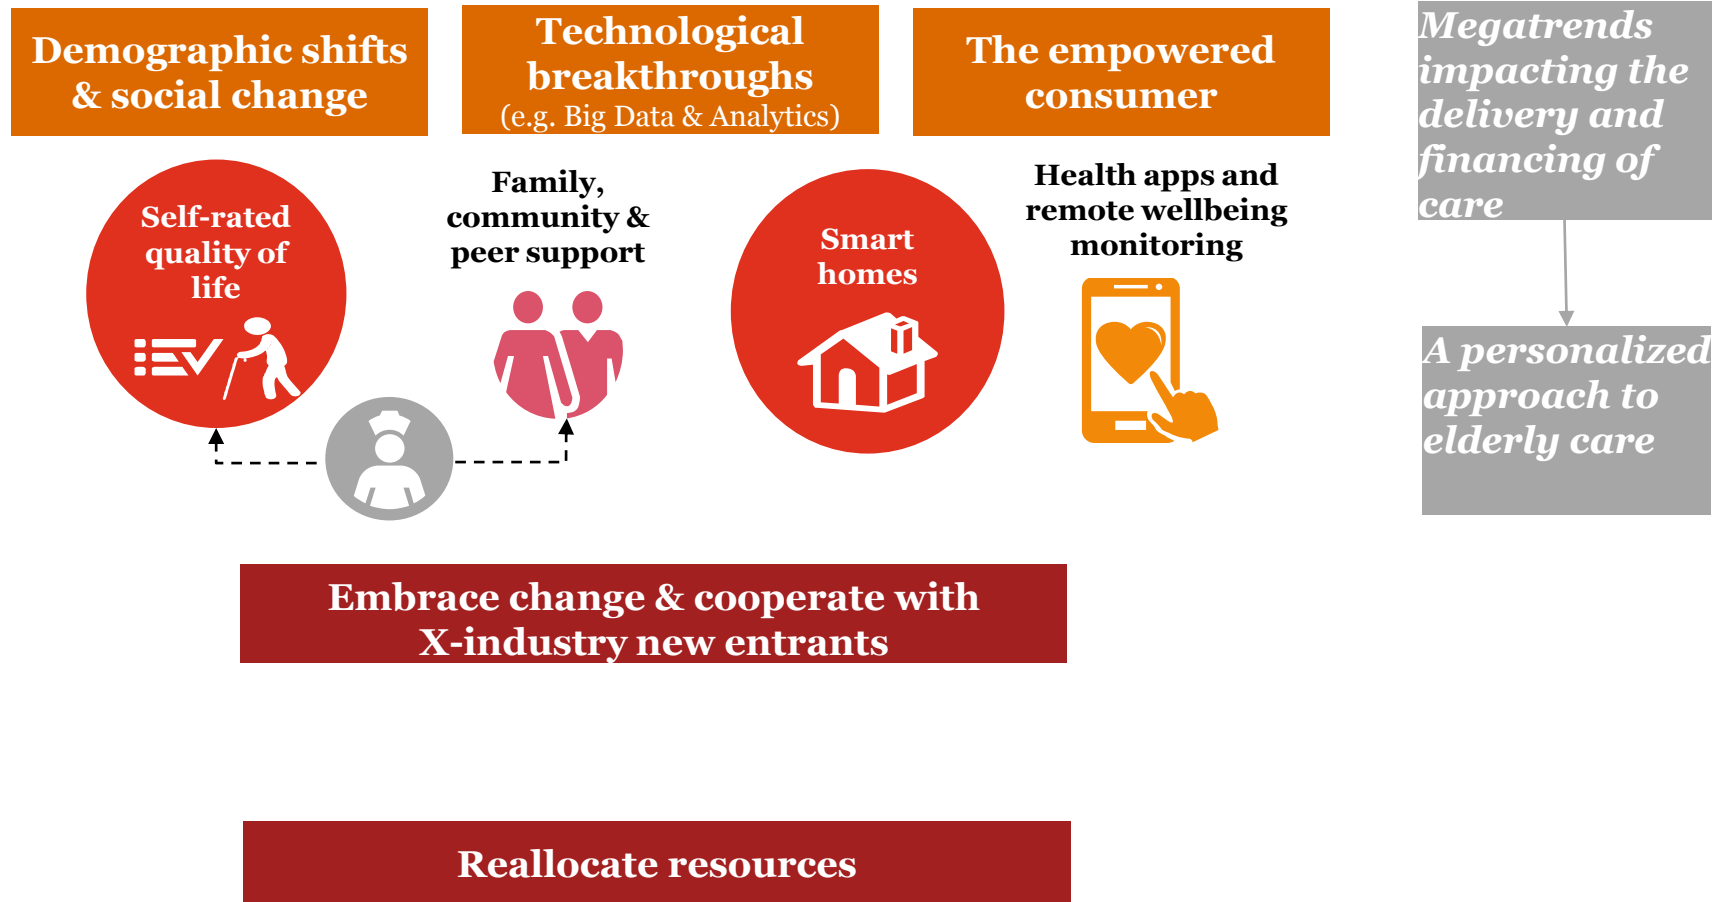 Demographic shifts
& social change
Technological
breakthroughs
(e.g. Big Data & Analytics)
The empowered
consumer
Megatrends
impacting the
delivery and
financing of
care
Self-rated
quality of
life
Family,
community &
peer support
Smart
homes
Health apps and
remote wellbeing
monitoring
A personalized
approach to
elderly care
Embrace change & cooperate with
X-industry new entrants
Reallocate resources